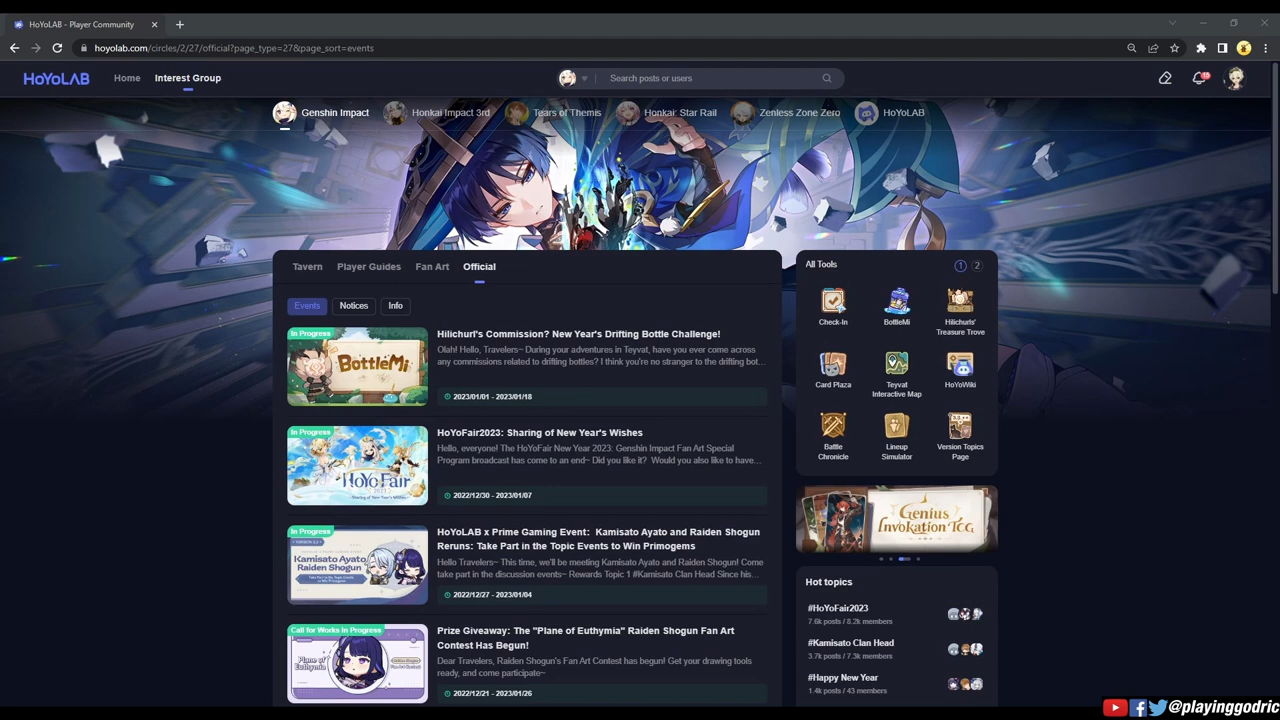 HoYoLAB - Player Community
hoyolab.com/circles/2/27/official?page_type=27&page_sort=events
HoYoLAB
Home
Interest Group
Search posts or users
15
Genshin Impact
Honkai Impact 3rd
Tears of Themis
Honkai: Star Rail
Zenless Zone Zero
HoYoLAB
Tavern
Player Guides
Fan Art
Official
Events
Notices
Info
In Progress
BOTTLEMI
Hilichurl's Commission? New Year's Drifting Bottle Challenge!
Olah! Hello, Travelers~ During your adventures in Teyvat, have you ever come across
any commissions related to drifting bottles? I think you're no stranger to the drifting bot...
2023/01/01 - 2023/01/18
In Progress
HoYo FAIR
2023
Sharing of New Year's Wishes
HoYoFair2023: Sharing of New Year's Wishes
Hello, everyone! The HoYoFair New Year 2023: Genshin Impact Fan Art Special
Program broadcast has come to an end~ Did you like it? Would you also like to have...
2022/12/30 - 2023/01/07
In Progress
Kamisato Ayato
Raiden Shogun
HoYoLAB x Prime Gaming Event: Kamisato Ayato and Raiden Shogun
Reruns: Take Part in the Topic Events to Win Primogems
Hello Travelers~ This time, we'll be meeting Kamisato Ayato and Raiden Shogun! Come
take part in the discussion events~ Rewards Topic 1 #Kamisato Clan Head Since his...
2022/12/27 - 2023/01/04
Call for Works In Progress
Plane of
Euthymia
Prize Giveaway: The "Plane of Euthymia" Raiden Shogun Fan Art
Contest Has Begun!
Dear Travelers, Raiden Shogun's Fan Art Contest has begun! Get your drawing tools
ready, and come participate~
2022/12/21 - 2023/01/26
All Tools
1
2
Check-In
BottleMi
Hilichurls'
Treasure Trove
Card Plaza
Teyvat
Interactive Map
HoYoWiki
Battle
Chronicle
Lineup
Simulator
Version Topics
Page
Genius
Invokation TCG
Hot topics
#HoYoFair2023
7.6k posts / 8.2k members
#Kamisato Clan Head
3.7k posts / 7.3k members
#Happy New Year
1.4k posts / 43 members
@playinggodric